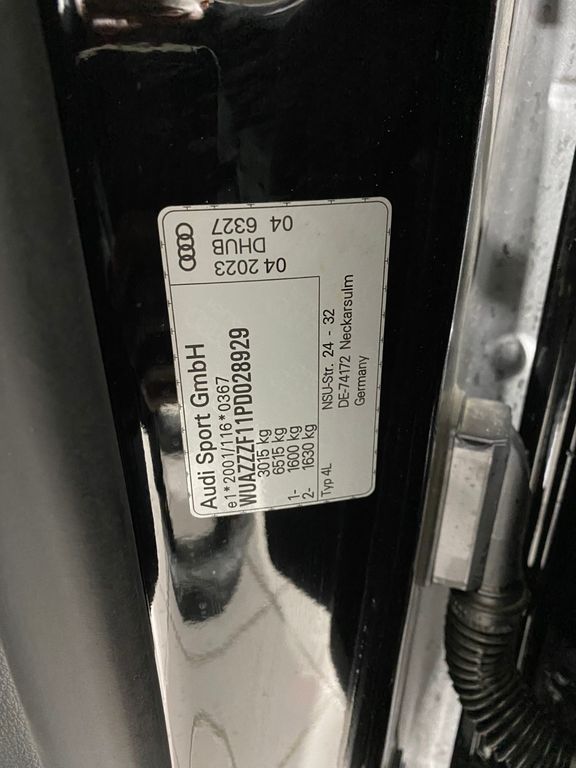 Audi Sport GmbH
e1*2001/116*0367
WUAZZZF11PD028929
3015 kg
6515 kg
1- 1600 kg
2- 1630 kg
Typ 4L
04 2023
DHUB
04 6327
NSU-Str. 24 - 32
DE-74172 Neckarsulm
Germany